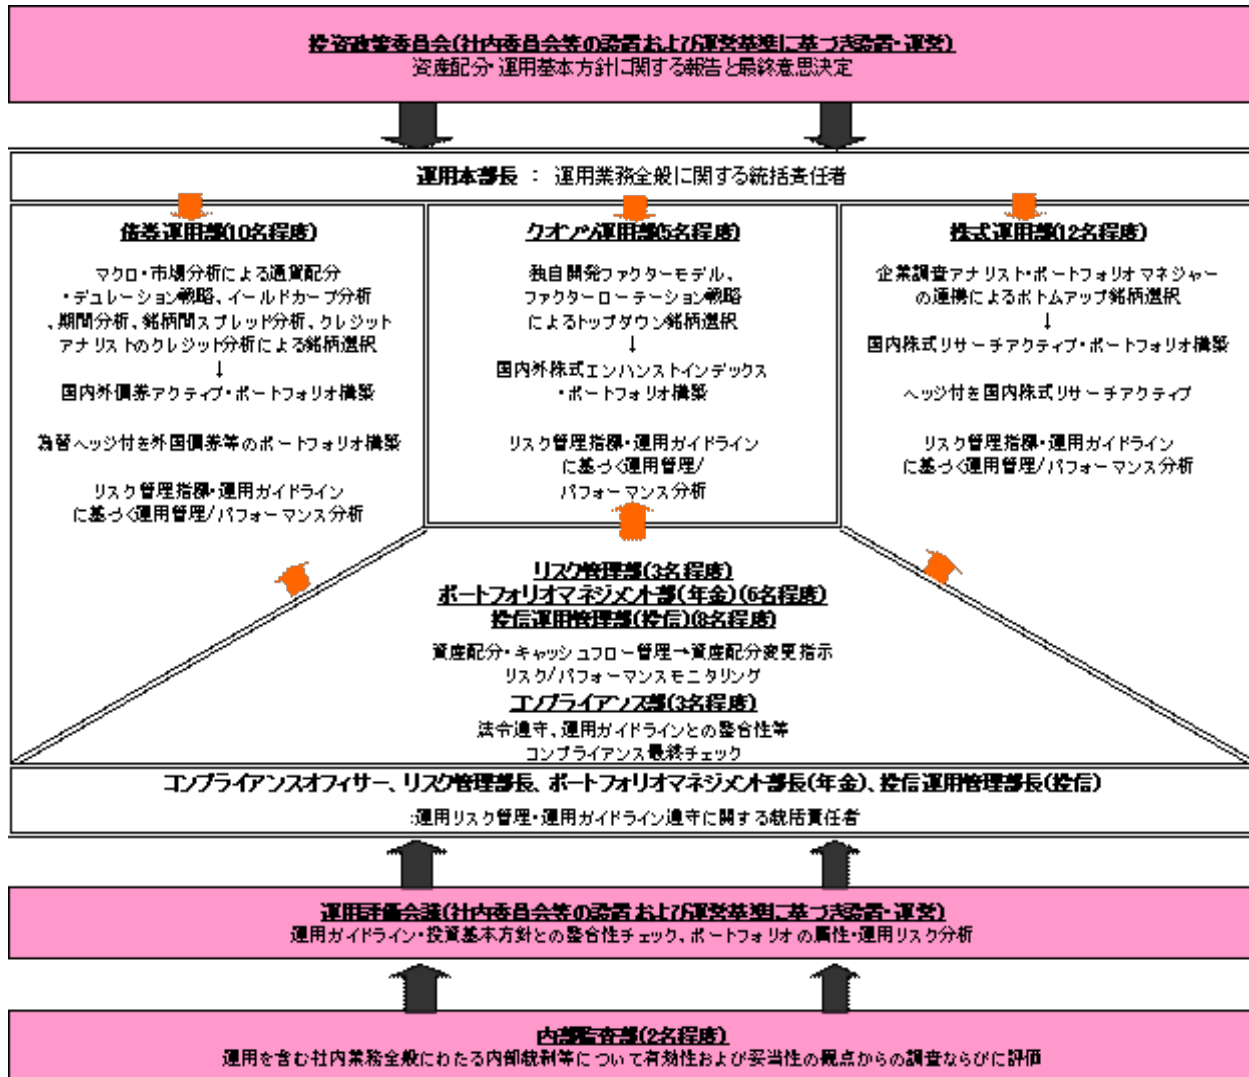 投資政策委員会(社内委員会等の設置および運営基準に基づき設置・運営)
資産配分・運用基本方針に関する報告と最終意思決定
運用本部長 : 運用業務全般に関する統括責任者
債券運用部(10名程度)
マクロ・市場分析による通貨配分
・デュレーション戦略、イールドカーブ分析
、期間分析、銘柄間スプレッド分析、クレジット
アナリストのクレジット分析による銘柄選択
↓
国内外債券アクティブ・ポートフォリオ構築
為替ヘッジ付を外国債券等のポートフォリオ構築
リスク管理指標・運用ガイドライン
に基づく運用管理/パフォーマンス分析
クオンツ運用部(5名程度)
独自開発ファクターモデル、
ファクターローテーション戦略
によるトップダウン銘柄選択
↓
国内外株式エンハンストインデックス
・ポートフォリオ構築
リスク管理指標・運用ガイドライン
に基づく運用管理/
パフォーマンス分析
株式運用部(12名程度)
企業調査アナリスト・ポートフォリオマネジャー
の連携によるボトムアップ銘柄選択
↓
国内株式リサーチアクティブ・ポートフォリオ構築
ヘッジ付を国内株式リサーチアクティブ
リスク管理指標・運用ガイドライン
に基づく運用管理/パフォーマンス分析
リスク管理部(3名程度)
ポートフォリオマネジメント部(年金)(6名程度)
投信運用管理部(投信)(8名程度)
資産配分・キャッシュフロー管理→資産配分変更指示
リスク/パフォーマンスモニタリング
コンプライアンス部(3名程度)
法令遵守、運用ガイドラインとの整合性等
コンプライアンス最終チェック
コンプライアンスオフィサー、リスク管理部長、ポートフォリオマネジメント部長(年金)、投信運用管理部長(投信)
:運用リスク管理・運用ガイドライン遵守に関する統括責任者
運用評価会議(社内委員会等の設置および運営基準に基づき設置・運営)
運用ガイドライン・投資基本方針との整合性チェック、ポートフォリオの属性・運用リスク分析
内部監査部(2名程度)
運用を含む社内業務全般にわたる内部統制等について有効性および妥当性の観点からの調査ならびに評価